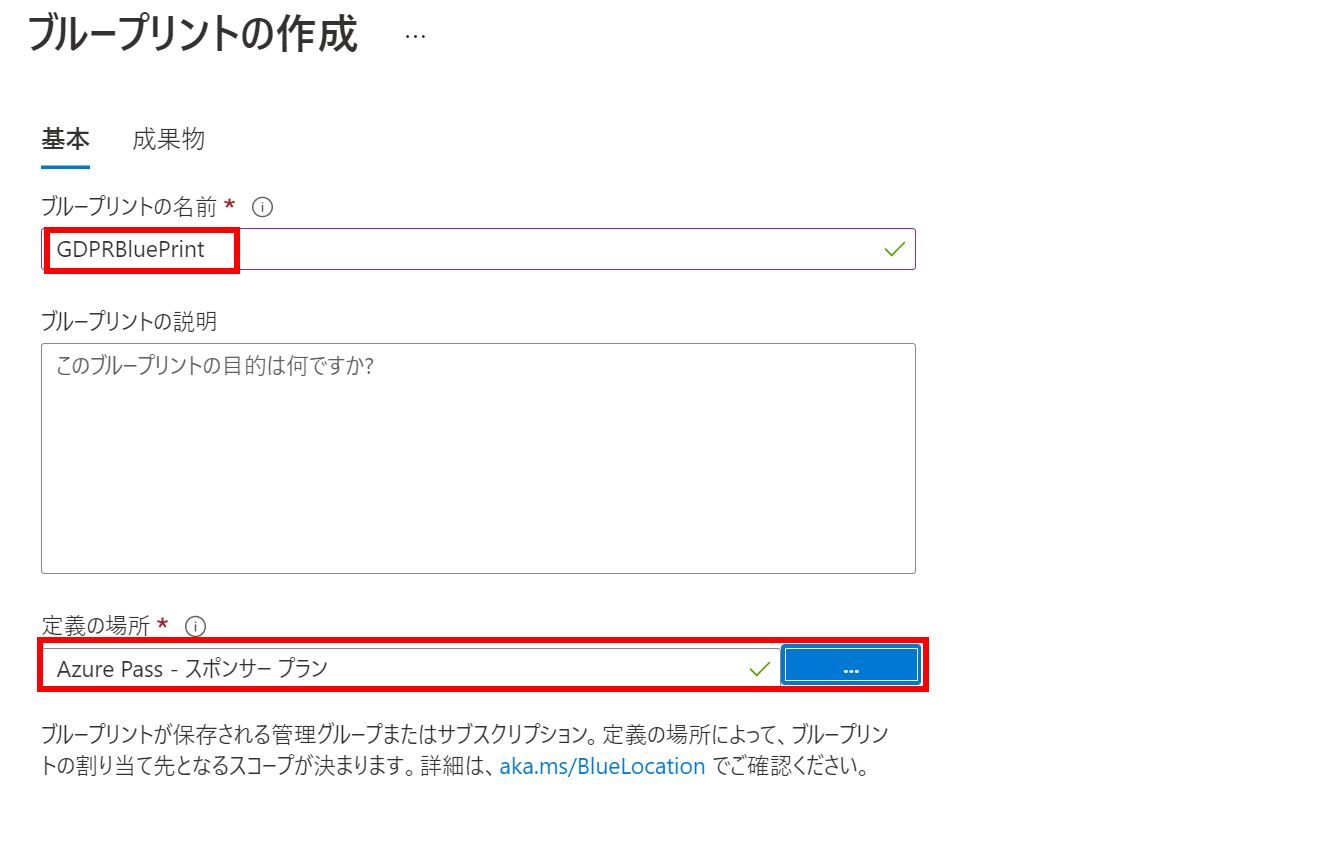 ブループリントの作成 …
基本 成果物
ブループリントの名前 *
GDPRBluePrint
ブループリントの説明
このブループリントの目的は何ですか?
定義の場所 *
Azure Pass - スポンサー プラン ...
ブループリントが保存される管理グループまたはサブスクリプション。定義の場所によって、ブループリン
トの割り当て先となるスコープが決まります。詳細は、aka.ms/BlueLocation でご確認ください。